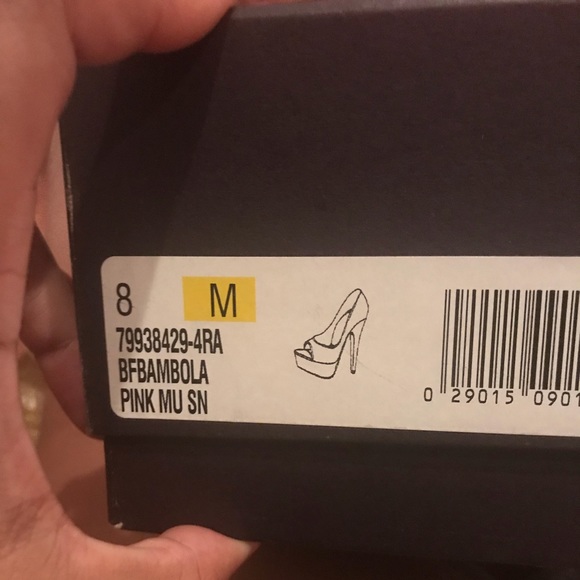 8 M
79938429-4RA
BFBAMBOLA
PINK MU SN
0 29015 0901